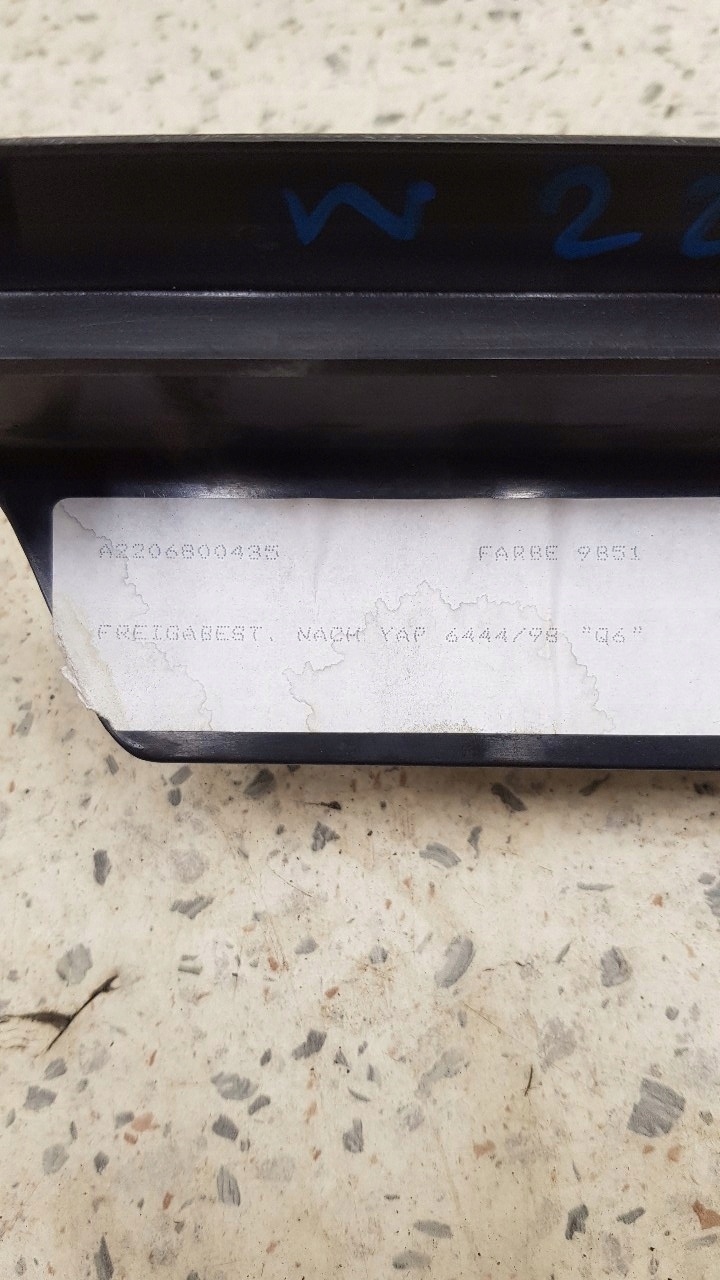 W 22
A2206800435 FARBE 9B51
FREIGABEST. NACH YAP 6444/98 "Q6"